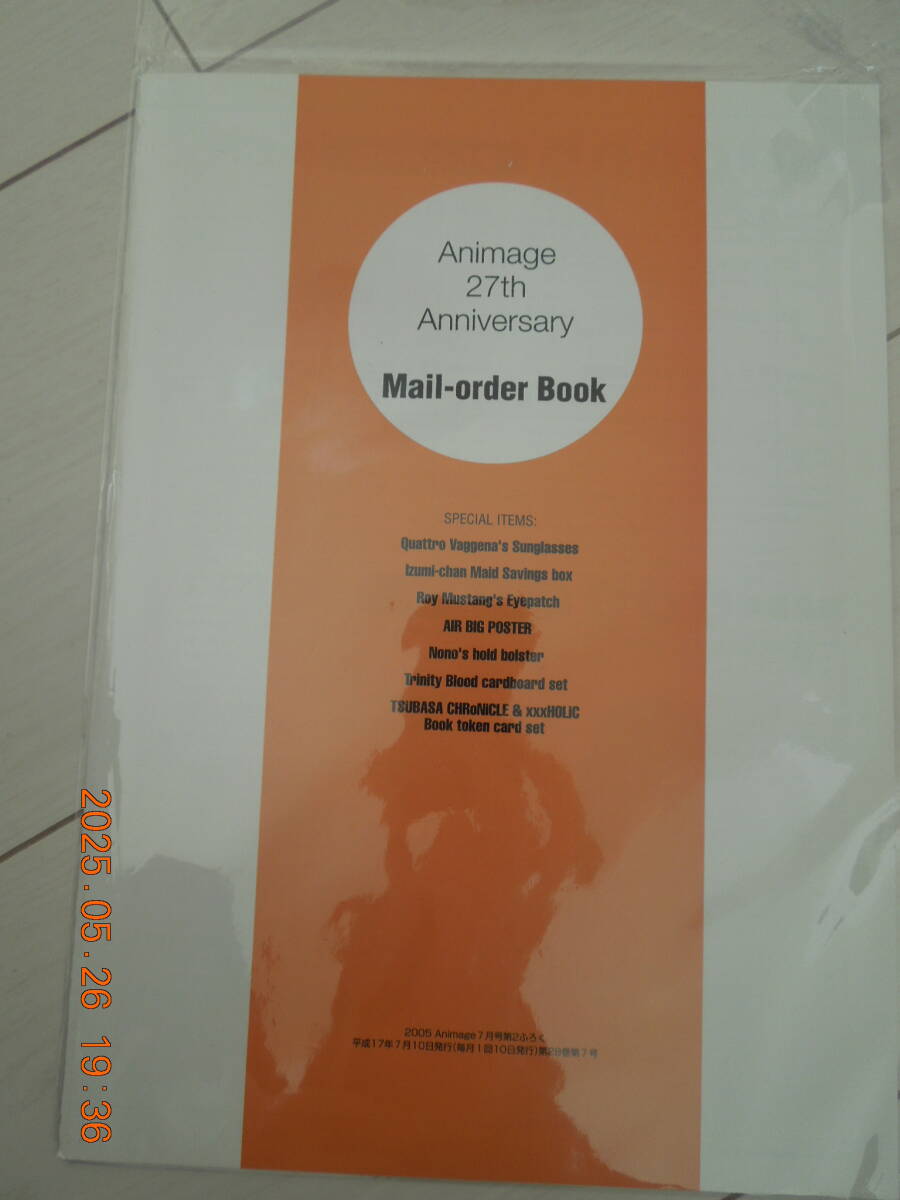 Animage
27th
Anniversary
Mail-order Book
SPECIAL ITEMS:
Quattro Vaggena's Sunglasses
Izumi-chan Maid Savings box
Roy Mustang's Eyepatch
AIR BIG POSTER
Nono's hold bolster
Trinity Blood cardboard set
TSUBASA CHRoNiCLE & xxxHOLiC
Book token card set
2005 Animage 7月号第2ふろく
平成17年7月10日発行(毎月1回10日発行)第28巻第7号
2025.05.26 19:36